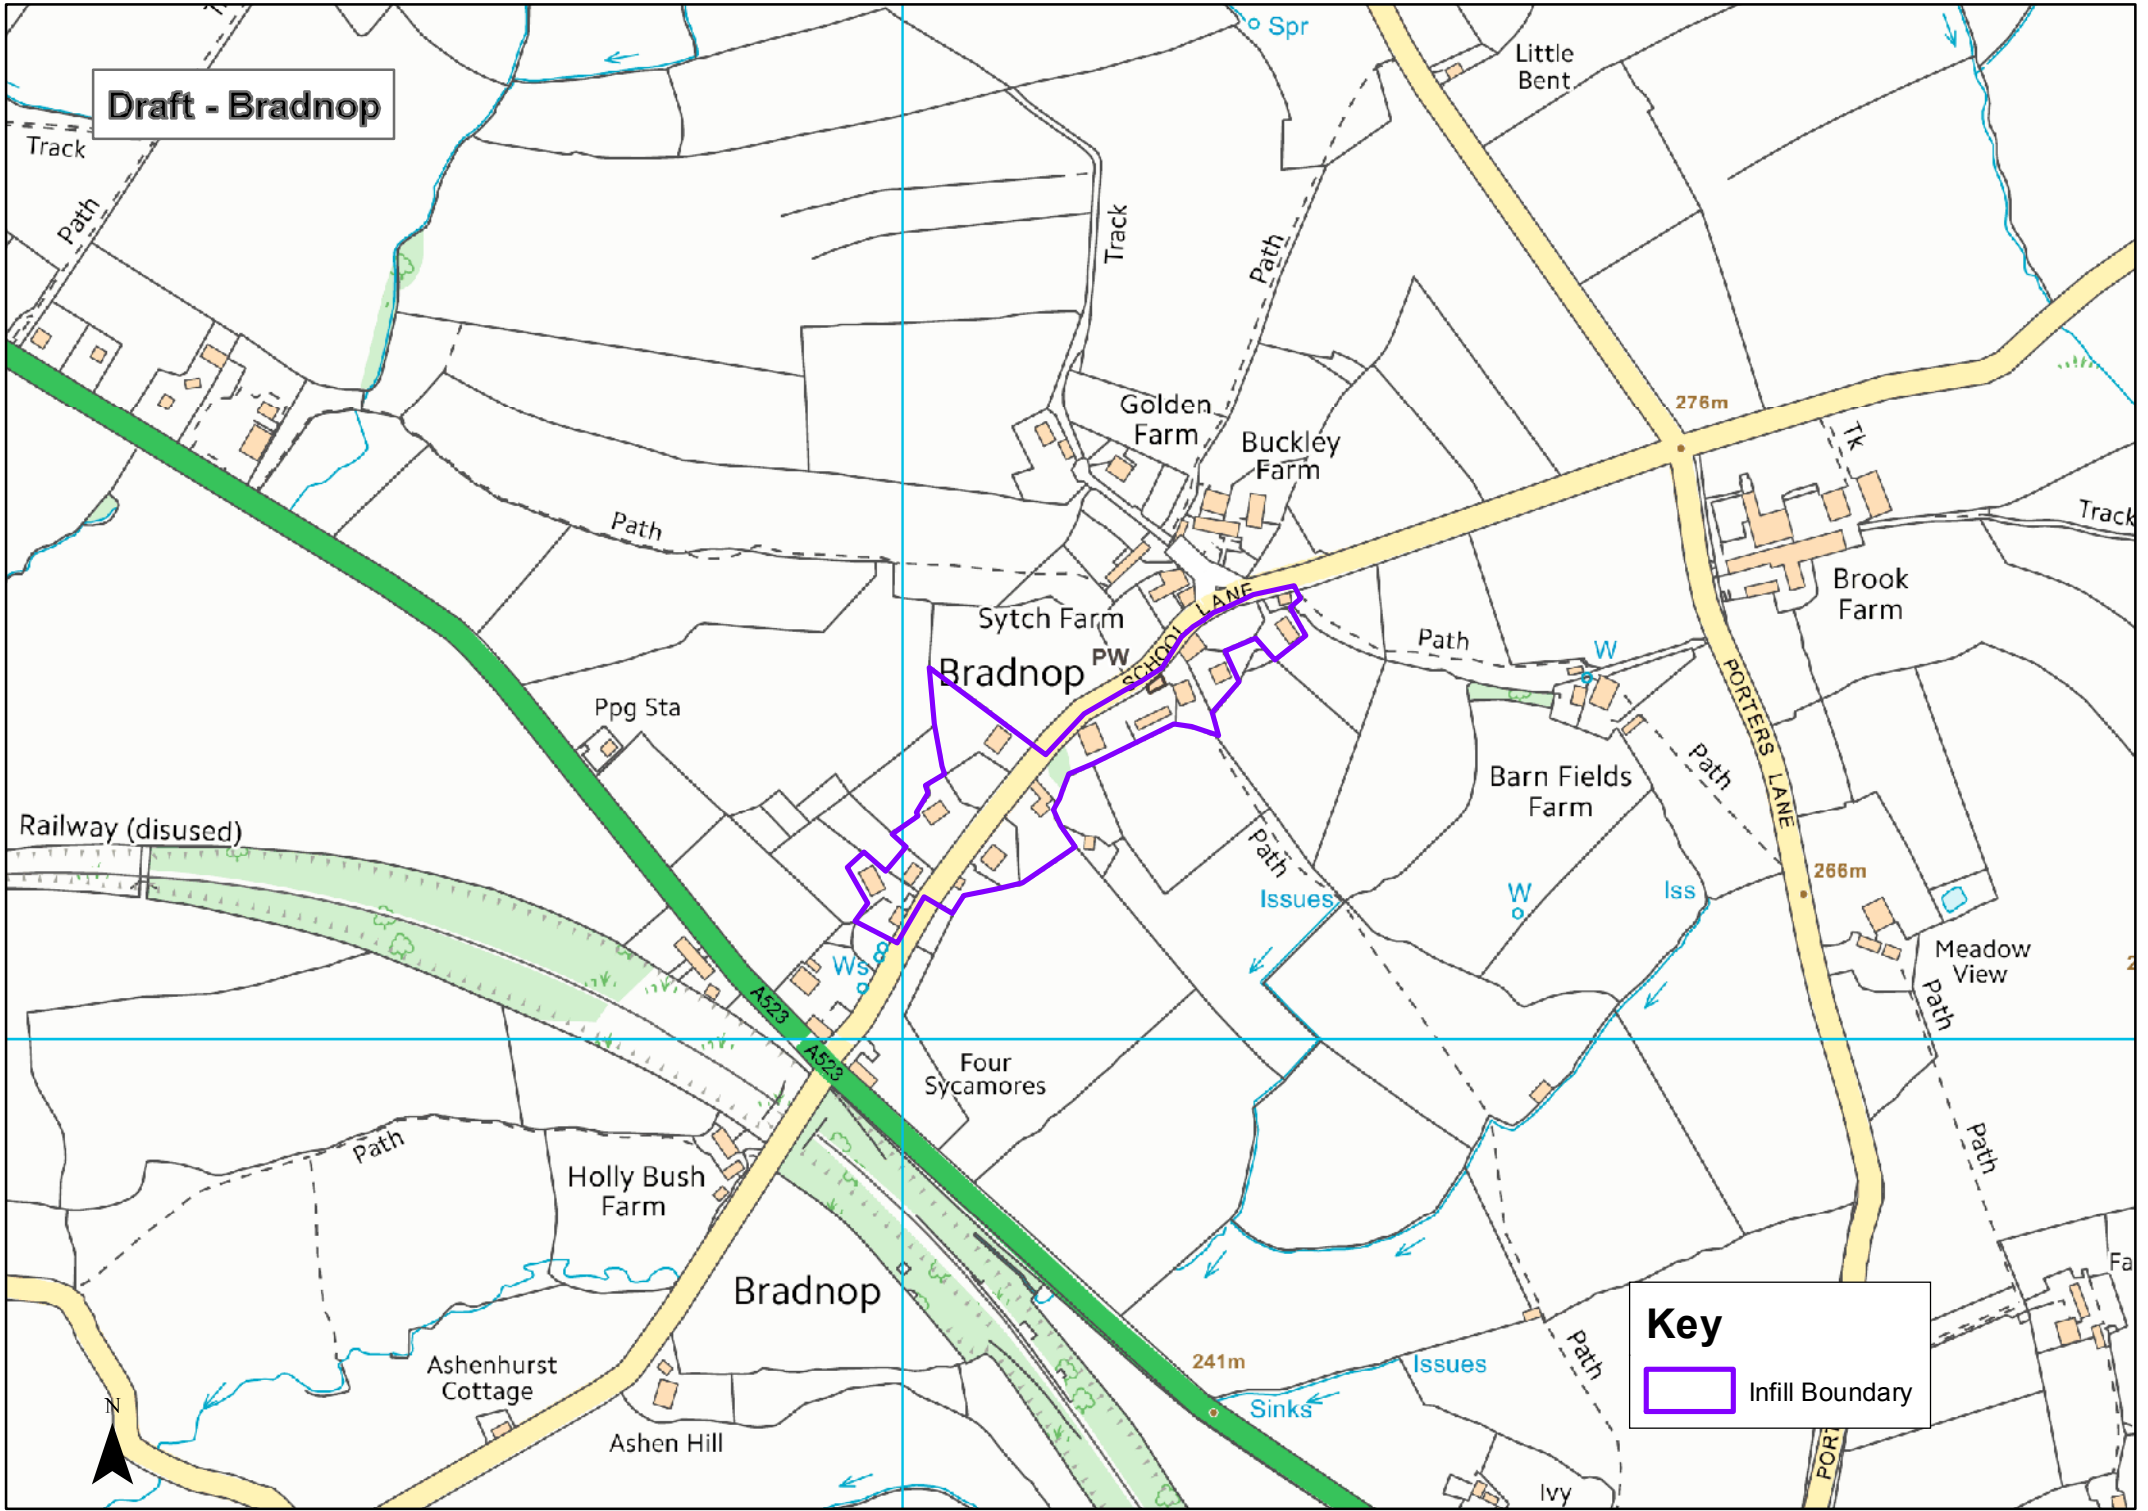 Spr
Little
Bent
Draft - Bradnop
Track
Path
Track
Path
276m
Tk
Golden
Farm
Buckley
Farm
Track
Path
Brook
Farm
SCHOOL LANE
Sytch Farm
PW
Bradnop
Path
W
Ppg Sta
PORTERS LANE
Path
Barn Fields
Farm
Railway (disused)
Path
266m
Issues
W
Iss
Meadow
View
Ws
Path
A523
A523
Four
Sycamores
Path
Path
Holly Bush
Farm
Fa
Bradnop
Key
Infill Boundary
Path
241m
Issues
Sinks
Ashenhurst
Cottage
N
Ashen Hill
PORT
Ivy